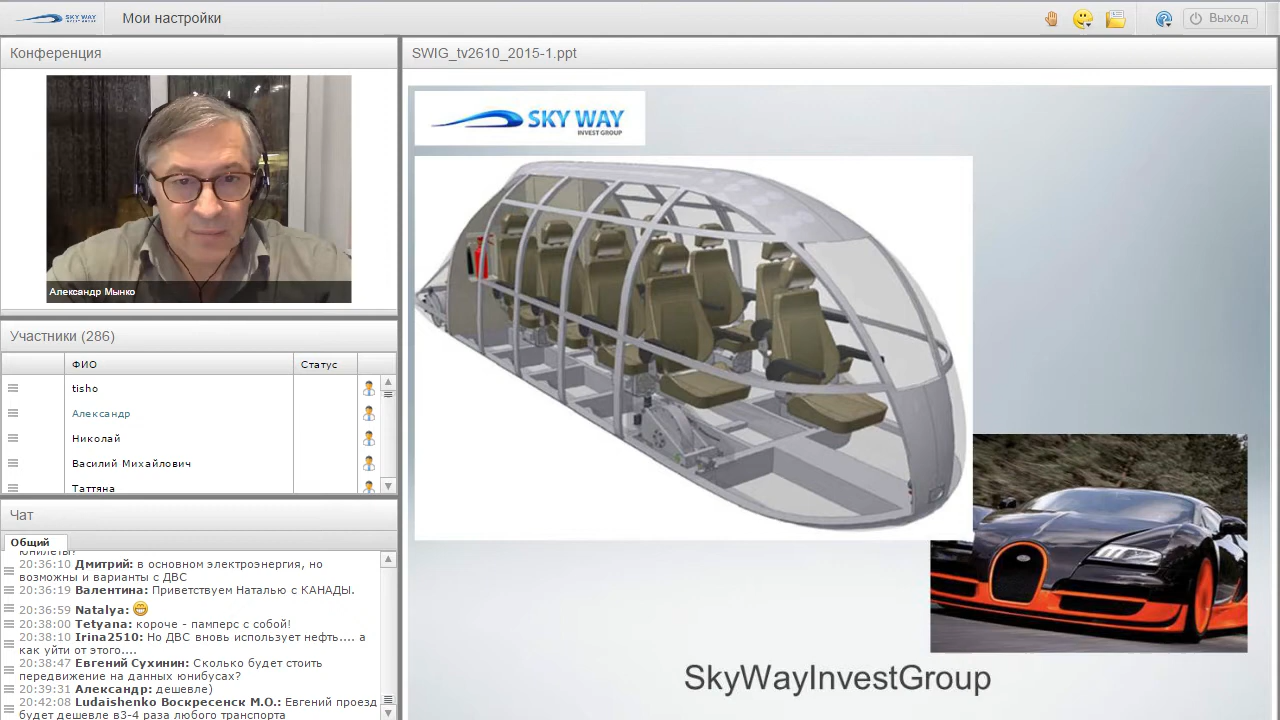 SKY WAY
INVEST GROUP
Мои настройки
Выход
Конференция
Александр Мынко
Участники (286)
ФИО
Статус
tisho
Александр
Николай
Василий Михайлович
Таттяна
Чат
Общий
юнилеты?
20:36:10 Дмитрий: в основном электроэнергия, но
возможны и варианты с ДВС
20:36:19 Валентина: Приветствуем Наталью с КАНАДЫ.
20:36:59 Natalya:
20:38:00 Tetyana: короче - памперс с собой!
20:38:10 Irina2510: Но ДВС вновь использует нефть.... а
как уйти от этого....
20:38:47 Евгений Сухинин: Сколько будет стоить
передвижение на данных юнибусах?
20:39:31 Александр: дешевле)
20:42:08 Ludaishenko Воскресенск М.О.: Евгений проезд
будет дешевле в3-4 раза любого транспорта
SWIG_tv2610_2015-1.ppt
SKY WAY
INVEST GROUP
SkyWayInvestGroup